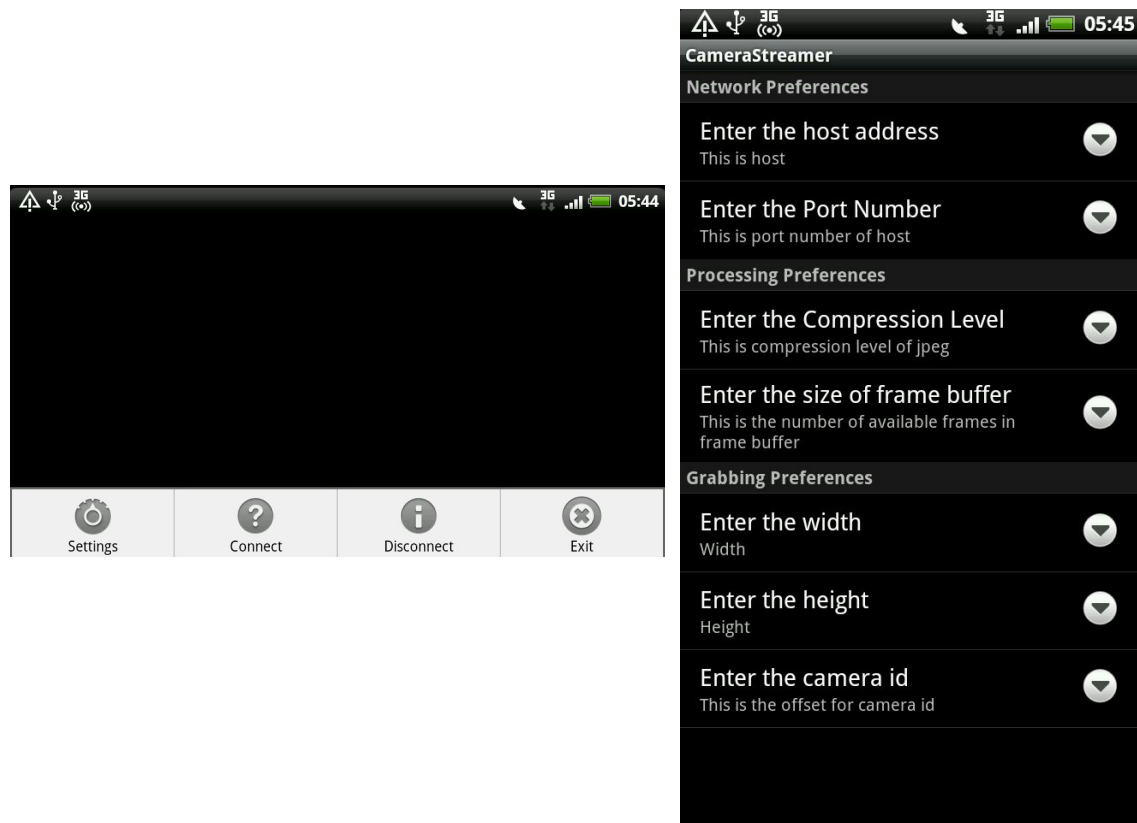 3G
3G
05:44
Settings
Connect
Disconnect
Exit
3G
3G
05:45
CameraStreamer
Network Preferences
Enter the host address
This is host
Enter the Port Number
This is port number of host
Processing Preferences
Enter the Compression Level
This is compression level of jpeg
Enter the size of frame buffer
This is the number of available frames in
frame buffer
Grabbing Preferences
Enter the width
Width
Enter the height
Height
Enter the camera id
This is the offset for camera id